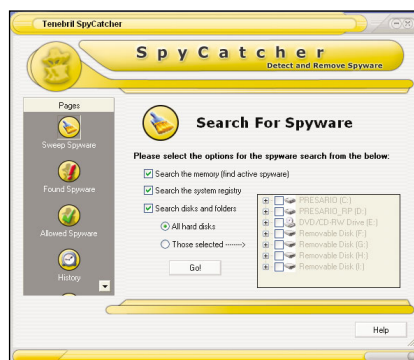 Tenebril SpyCatcher
SpyCatcher
Detect and Remove Spyware
Pages
Sweep Spyware
Found Spyware
Allowed Spyware
History
Search For Spyware
Please select the options for the spyware search from the below:
Search the memory (find active spyware)
Search the system registry
Search disks and folders
All hard disks
Those selected -------->
Go!
PRESARIO (C:)
PRESARIO_RP (D:)
DVD/CD-RW Drive (E:)
Removable Disk (F:)
Removable Disk (G:)
Removable Disk (H:)
Removable Disk (I:)
Help